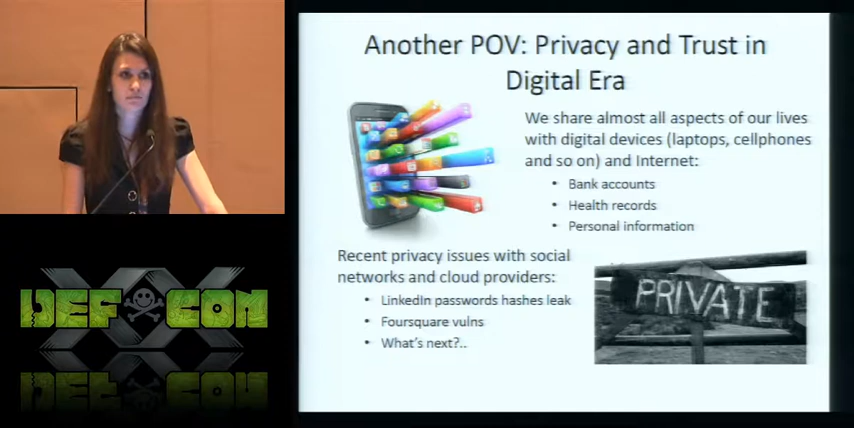 Another POV: Privacy and Trust in
Digital Era
We share almost all aspects of our lives
with digital devices (laptops, cellphones
and so on) and Internet:
• Bank accounts
• Health records
• Personal information
Recent privacy issues with social
networks and cloud providers:
• LinkedIn passwords hashes leak
• Foursquare vulns
• What's next?..
PRIVATE
XX
DEF CON